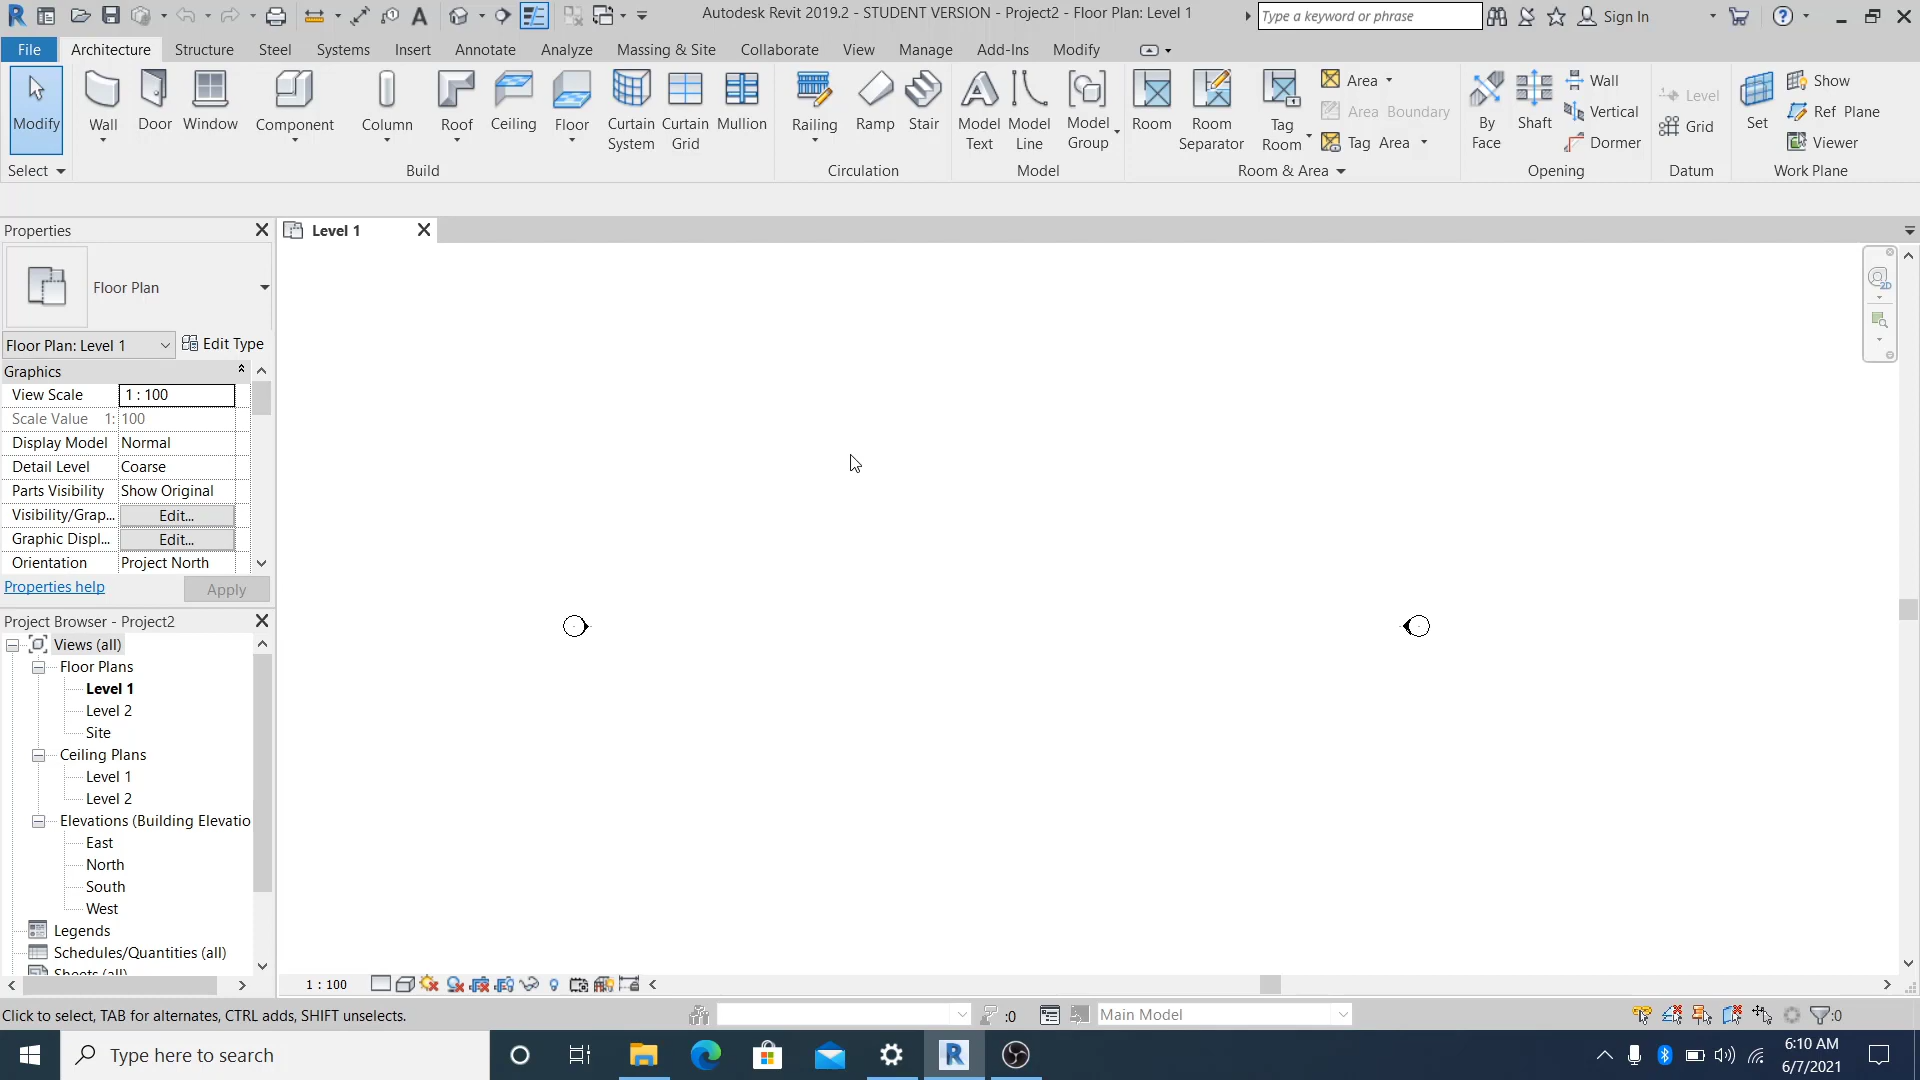 Autodesk Revit 2019.2 - STUDENT VERSION - Project2 - Floor Plan: Level 1
Type a keyword or phrase
Sign In
File Architecture Structure Steel Systems Insert Annotate Analyze Massing & Site Collaborate View Manage Add-Ins Modify
Modify
Wall
Door
Window
Component
Column
Roof
Ceiling
Floor
Curtain
System
Curtain
Grid
Mullion
Railing
Ramp
Stair
Model
Text
Model
Line
Model
Group
Room
Room
Separator
Tag
Room
Area
Area Boundary
Tag Area
By
Face
Shaft
Wall
Vertical
Dormer
Level
Grid
Set
Show
Ref Plane
Viewer
Select
Build
Circulation
Model
Room & Area
Opening
Datum
Work Plane
Properties
Level 1
Floor Plan
2D
Floor Plan: Level 1
Edit Type
Graphics
View Scale 1 : 100
Scale Value 1: 100
Display Model Normal
Detail Level Coarse
Parts Visibility Show Original
Visibility/Grap... Edit...
Graphic Displ... Edit...
Orientation Project North
Properties help
Apply
Project Browser - Project2
Views (all)
Floor Plans
Level 1
Level 2
Site
Ceiling Plans
Level 1
Level 2
Elevations (Building Elevatio
East
North
South
West
Legends
Schedules/Quantities (all)
Sheets (all)
1 : 100
Click to select, TAB for alternates, CTRL adds, SHIFT unselects.
:0
Main Model
:0
Type here to search
6:10 AM
6/7/2021